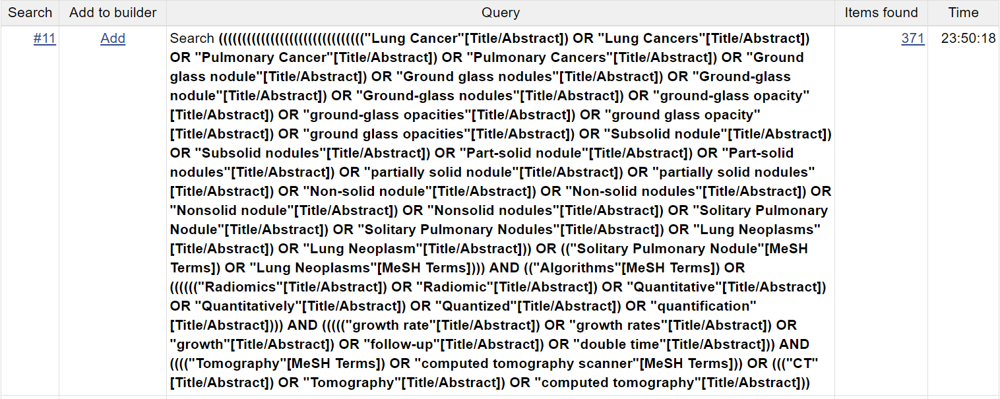 Search Add to builder Query Items found Time
#11 Add Search ((((((((((((((((((((((((((((((("Lung Cancer"[Title/Abstract]) OR "Lung Cancers"[Title/Abstract]) 371 23:50:18
OR "Pulmonary Cancer"[Title/Abstract]) OR "Pulmonary Cancers"[Title/Abstract]) OR "Ground
glass nodule"[Title/Abstract]) OR "Ground glass nodules"[Title/Abstract]) OR "Ground-glass
nodule"[Title/Abstract]) OR "Ground-glass nodules"[Title/Abstract]) OR "ground-glass opacity"
[Title/Abstract]) OR "ground-glass opacities"[Title/Abstract]) OR "ground glass opacity"
[Title/Abstract]) OR "ground glass opacities"[Title/Abstract]) OR "Subsolid nodule"[Title/Abstract])
OR "Subsolid nodules"[Title/Abstract]) OR "Part-solid nodule"[Title/Abstract]) OR "Part-solid
nodules"[Title/Abstract]) OR "partially solid nodule"[Title/Abstract]) OR "partially solid nodules"
[Title/Abstract]) OR "Non-solid nodule"[Title/Abstract]) OR "Non-solid nodules"[Title/Abstract]) OR
"Nonsolid nodule"[Title/Abstract]) OR "Nonsolid nodules"[Title/Abstract]) OR "Solitary Pulmonary
Nodule"[Title/Abstract]) OR "Solitary Pulmonary Nodules"[Title/Abstract]) OR "Lung Neoplasms"
[Title/Abstract]) OR "Lung Neoplasm"[Title/Abstract])) OR (("Solitary Pulmonary Nodule"[MeSH
Terms]) OR "Lung Neoplasms"[MeSH Terms]))) AND (("Algorithms"[MeSH Terms]) OR
(((((("Radiomics"[Title/Abstract]) OR "Radiomic"[Title/Abstract]) OR "Quantitative"[Title/Abstract])
OR "Quantitatively"[Title/Abstract]) OR "Quantized"[Title/Abstract]) OR "quantification"
[Title/Abstract]))) AND ((((("growth rate"[Title/Abstract]) OR "growth rates"[Title/Abstract]) OR
"growth"[Title/Abstract]) OR "follow-up"[Title/Abstract]) OR "double time"[Title/Abstract])) AND
(((("Tomography"[MeSH Terms]) OR "computed tomography scanner"[MeSH Terms])) OR ((("CT"
[Title/Abstract]) OR "Tomography"[Title/Abstract]) OR "computed tomography"[Title/Abstract]))